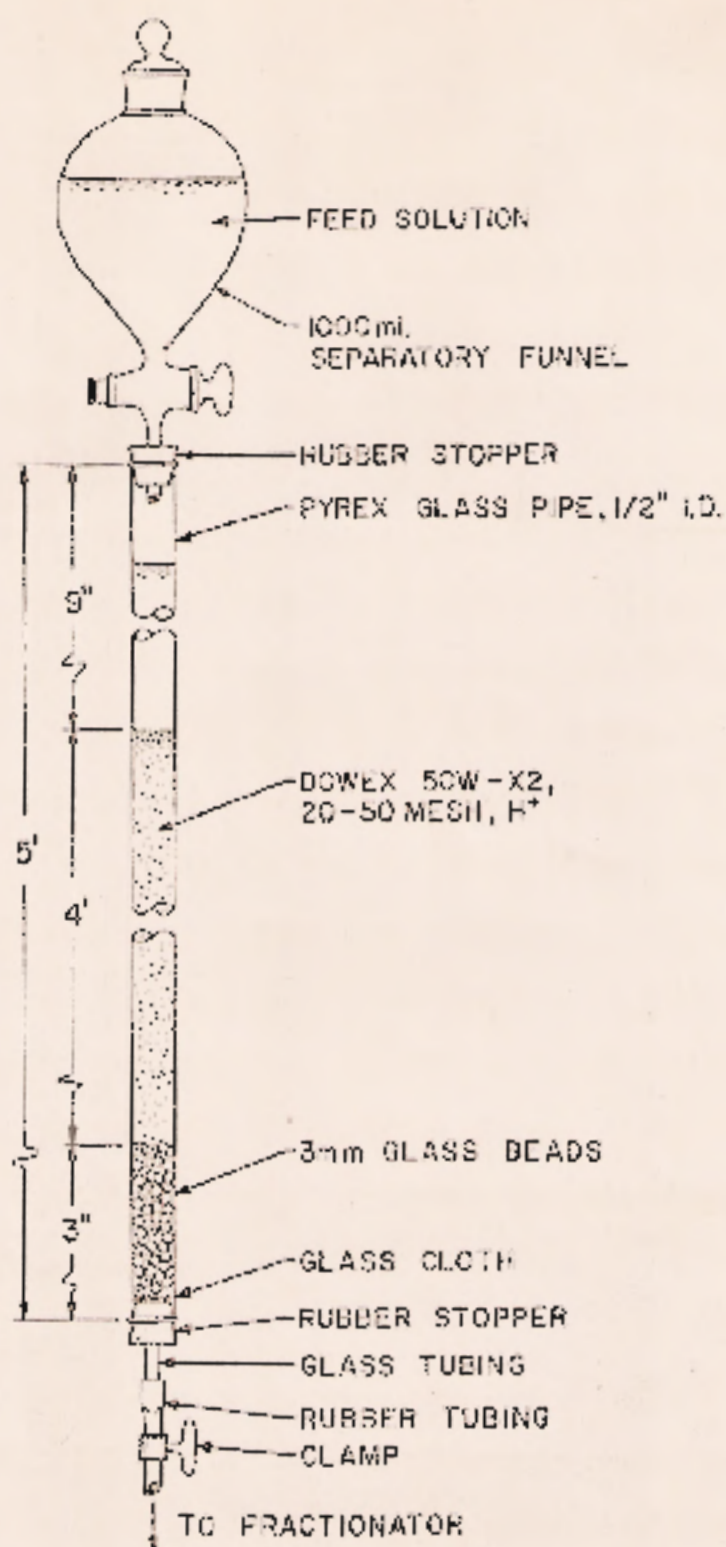 FEED SOLUTION
1000 ml.
SEPARATORY FUNNEL
RUBBER STOPPER
PYREX GLASS PIPE, 1/2" I.D.
9"
DOWEX 50W-X2,
20-50 MESH, H+
5'
4'
3mm GLASS BEADS
3"
GLASS CLOTH
RUBBER STOPPER
GLASS TUBING
RUBBER TUBING
CLAMP
TO FRACTIONATOR